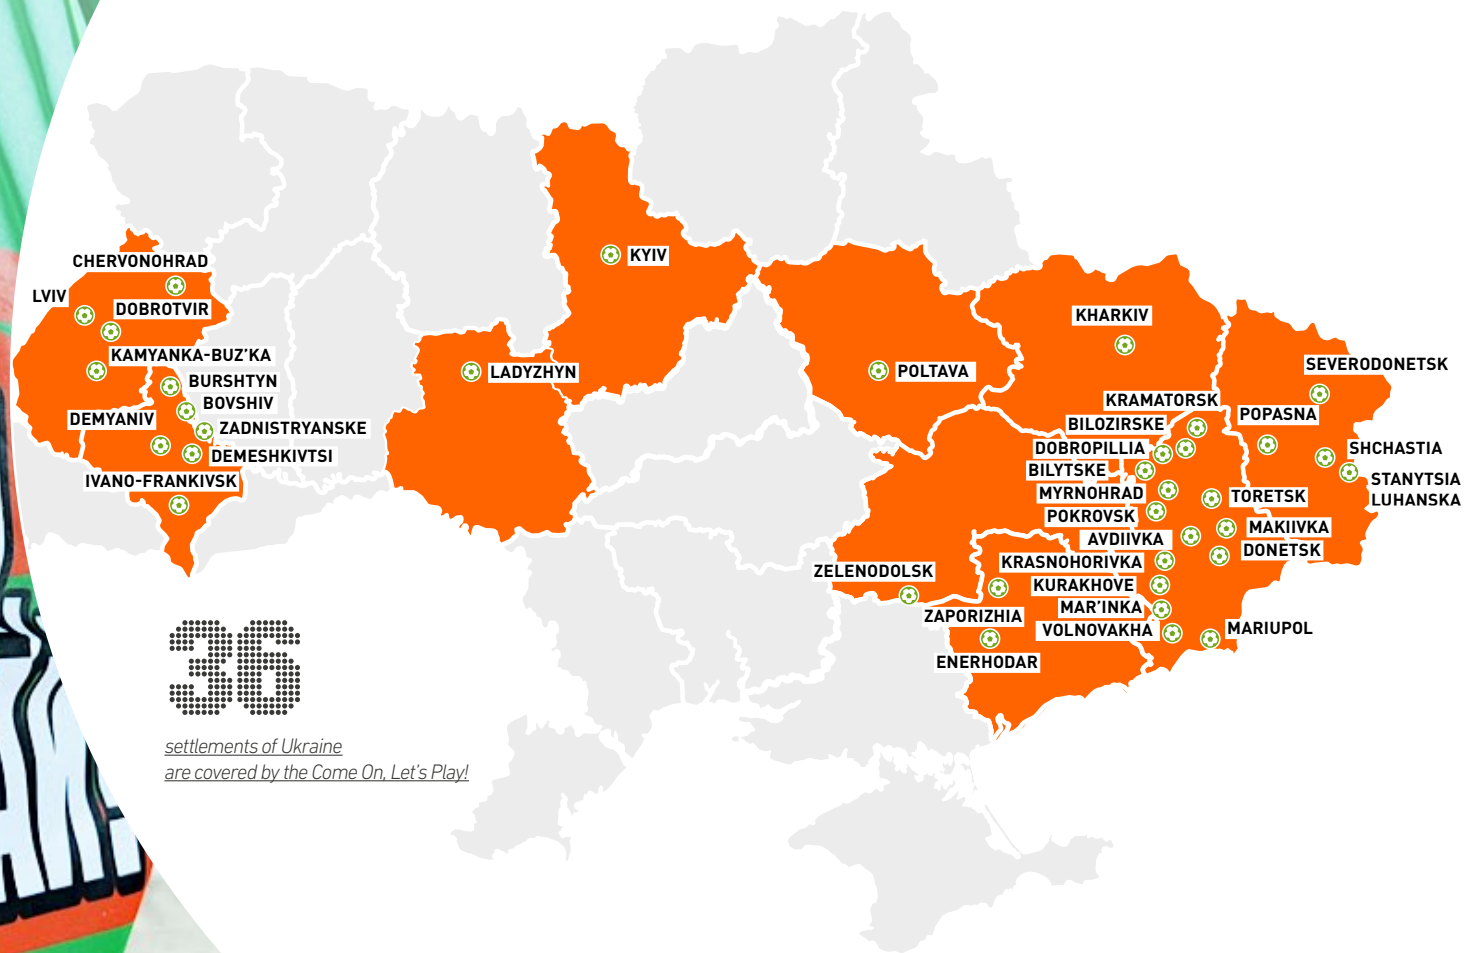 CHERVONOHRAD
LVIV
DOBROTVIR
KAMYANKA-BUZ'KA
BURSHTYN
BOVSHIV
DEMYANIV
ZADNISTRYANSKE
DEMESHKIVTSI
IVANO-FRANKIVSK
KYIV
LADYZHYN
POLTAVA
KHARKIV
SEVERODONETSK
KRAMATORSK
POPASNA
BILOZIRSKE
DOBROPILLIA
SHCHASTIA
BILYTSKE
STANYTSIA
LUHANSKA
MYRNOHRAD
TORETSK
POKROVSK
MAKIIVKA
AVDIIVKA
DONETSK
KRASNOHORIVKA
ZELENODOLSK
KURAKHOVE
MAR'INKA
ZAPORIZHIA
VOLNOVAKHA
MARIUPOL
ENERHODAR
36
settlements of Ukraine
are covered by the Come On, Let's Play!